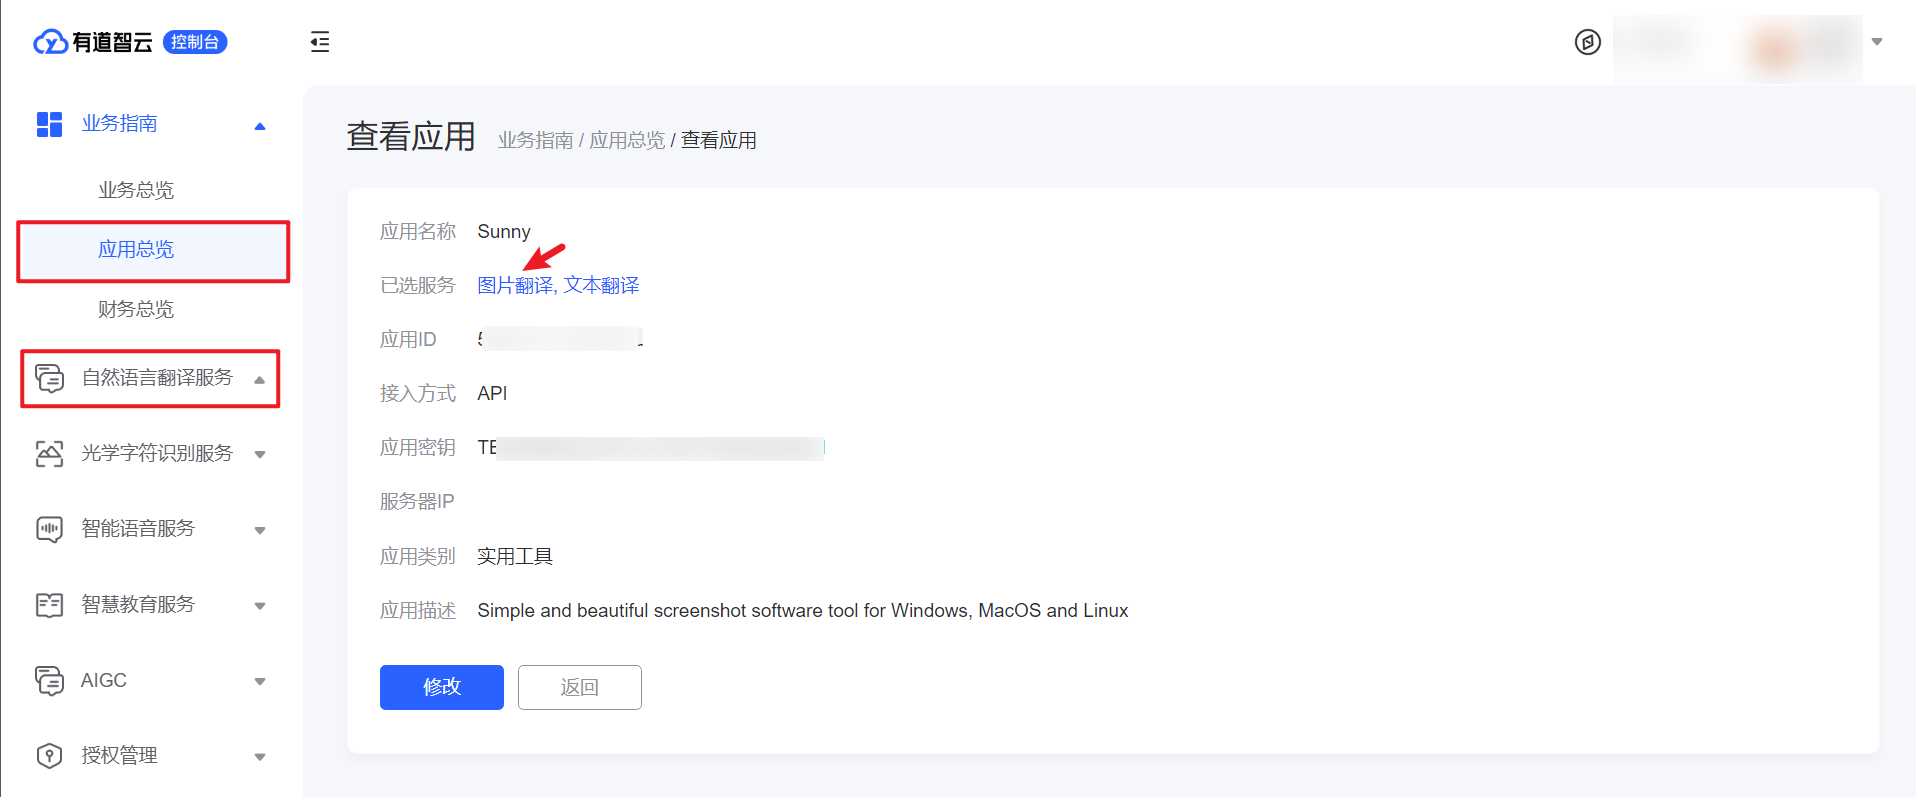 有道智云 控制台
业务指南
业务总览
应用总览
财务总览
自然语言翻译服务
光学字符识别服务
智能语音服务
智慧教育服务
AIGC
授权管理
查看应用 业务指南 / 应用总览 / 查看应用
应用名称 Sunny
已选服务 图片翻译, 文本翻译
应用ID
接入方式 API
应用密钥 TE
服务器IP
应用类别 实用工具
应用描述 Simple and beautiful screenshot software tool for Windows, MacOS and Linux
修改 返回